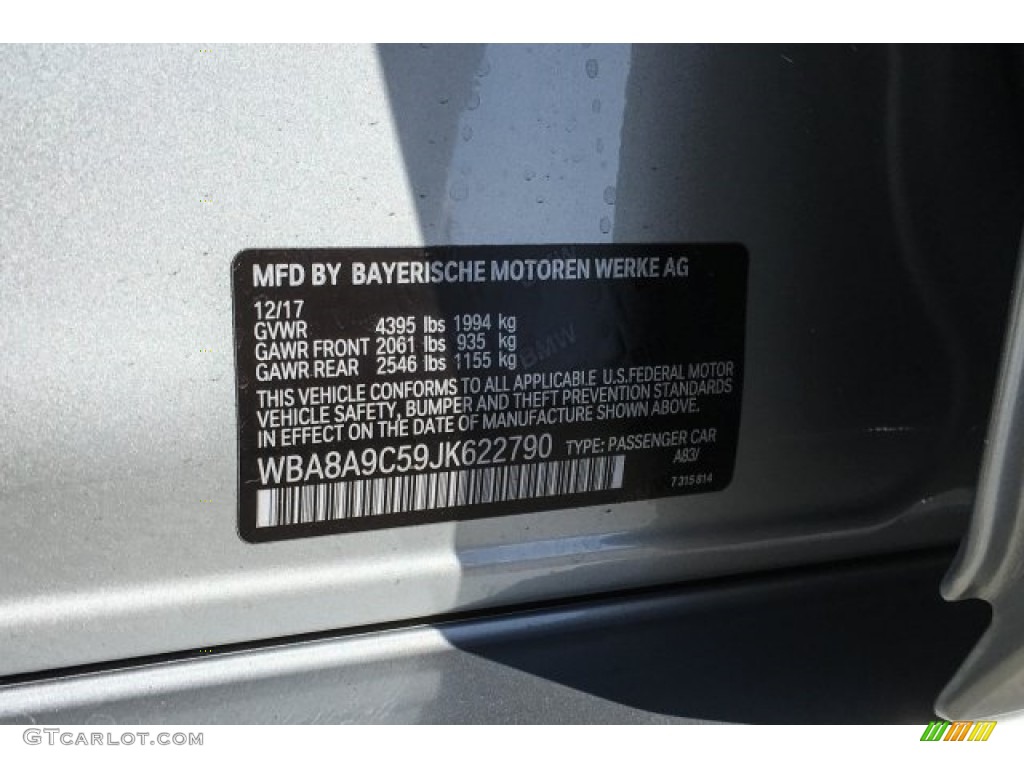 MFD BY BAYERISCHE MOTOREN WERKE AG
12/17
GVWR 4395 lbs 1994 kg
GAWR FRONT 2061 lbs 935 kg
GAWR REAR 2546 lbs 1155 kg
THIS VEHICLE CONFORMS TO ALL APPLICABLE U.S.FEDERAL MOTOR
VEHICLE SAFETY, BUMPER AND THEFT PREVENTION STANDARDS
IN EFFECT ON THE DATE OF MANUFACTURE SHOWN ABOVE.
WBA8A9C59JK622790 TYPE: PASSENGER CAR
A83/
7 315 814
BMW
GTCARLOT.COM